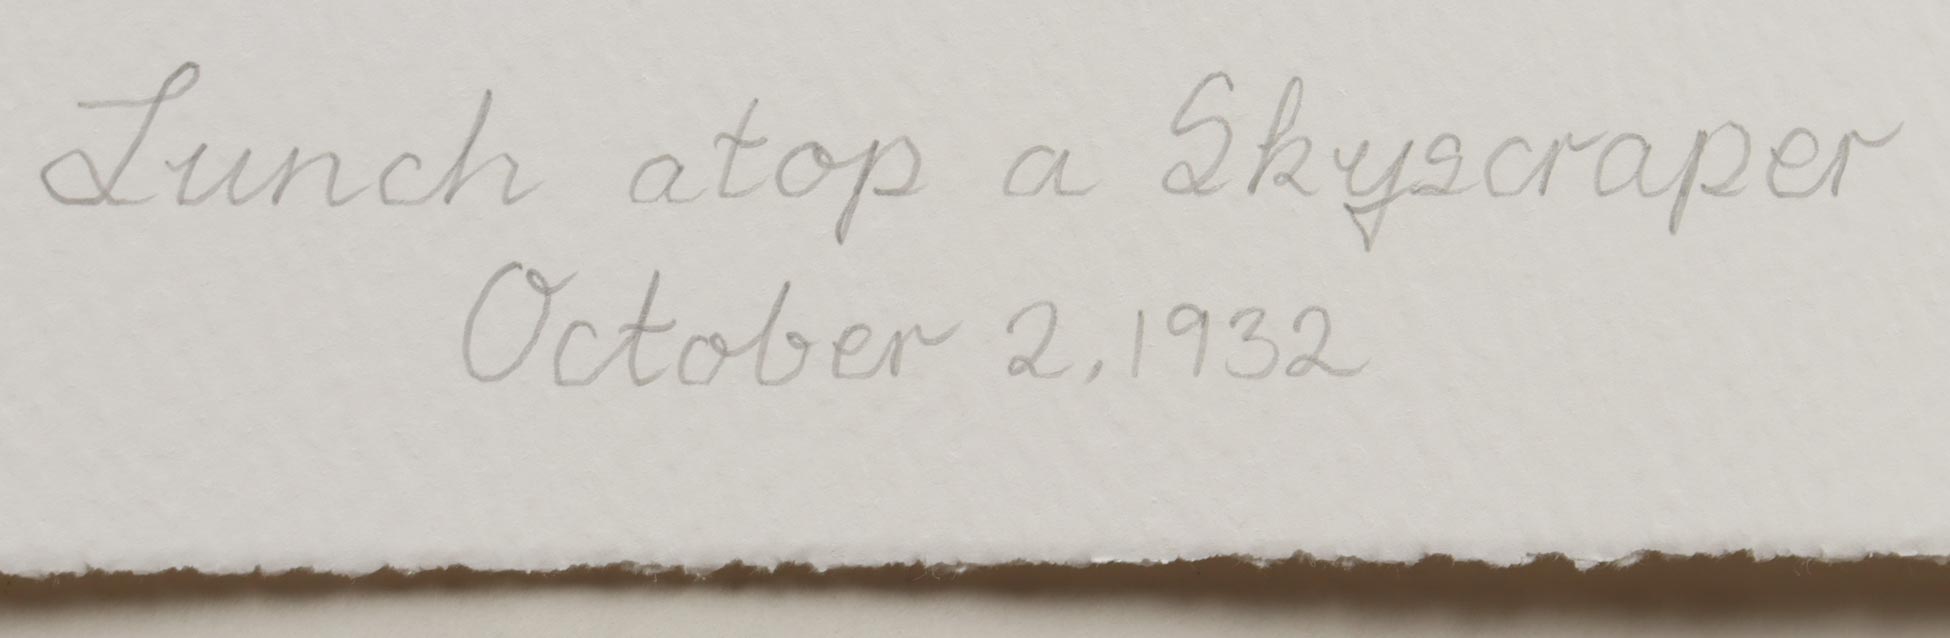 Lunch atop a Skyscraper
October 2, 1932